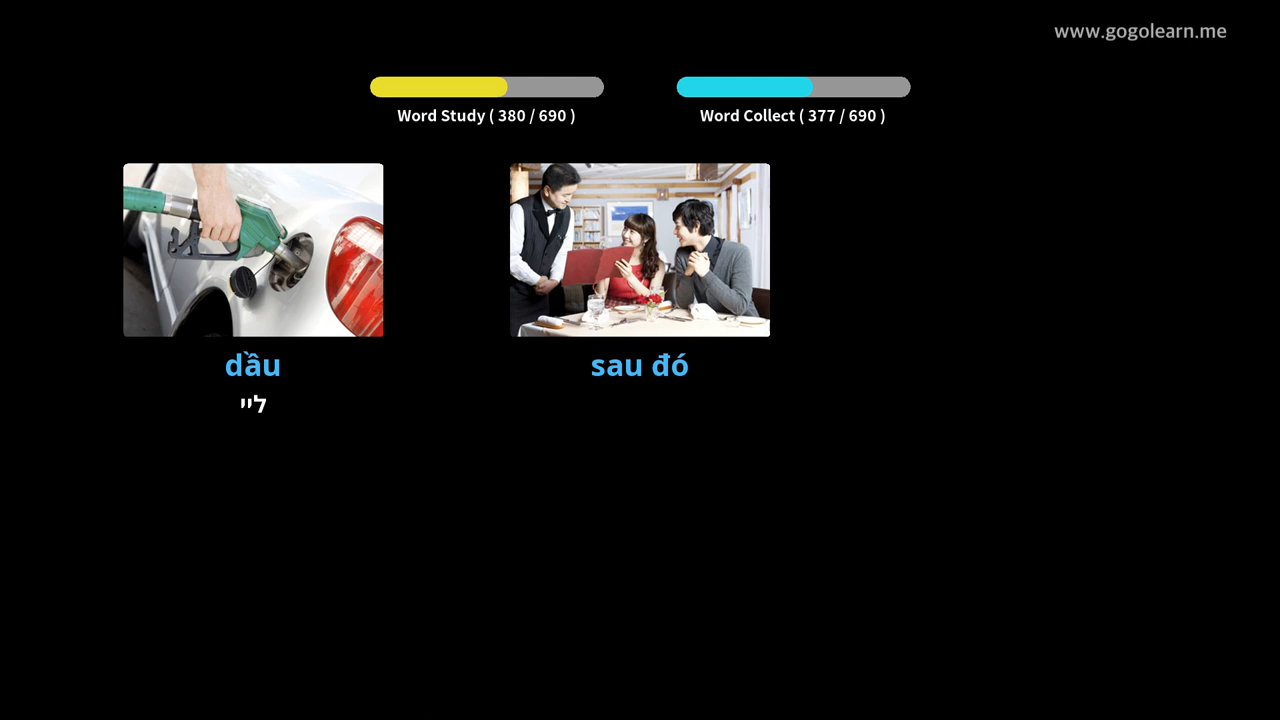 www.gogolearn.me
Word Study ( 380 / 690 )
Word Collect ( 377 / 690 )
dầu
sau đó
ליי